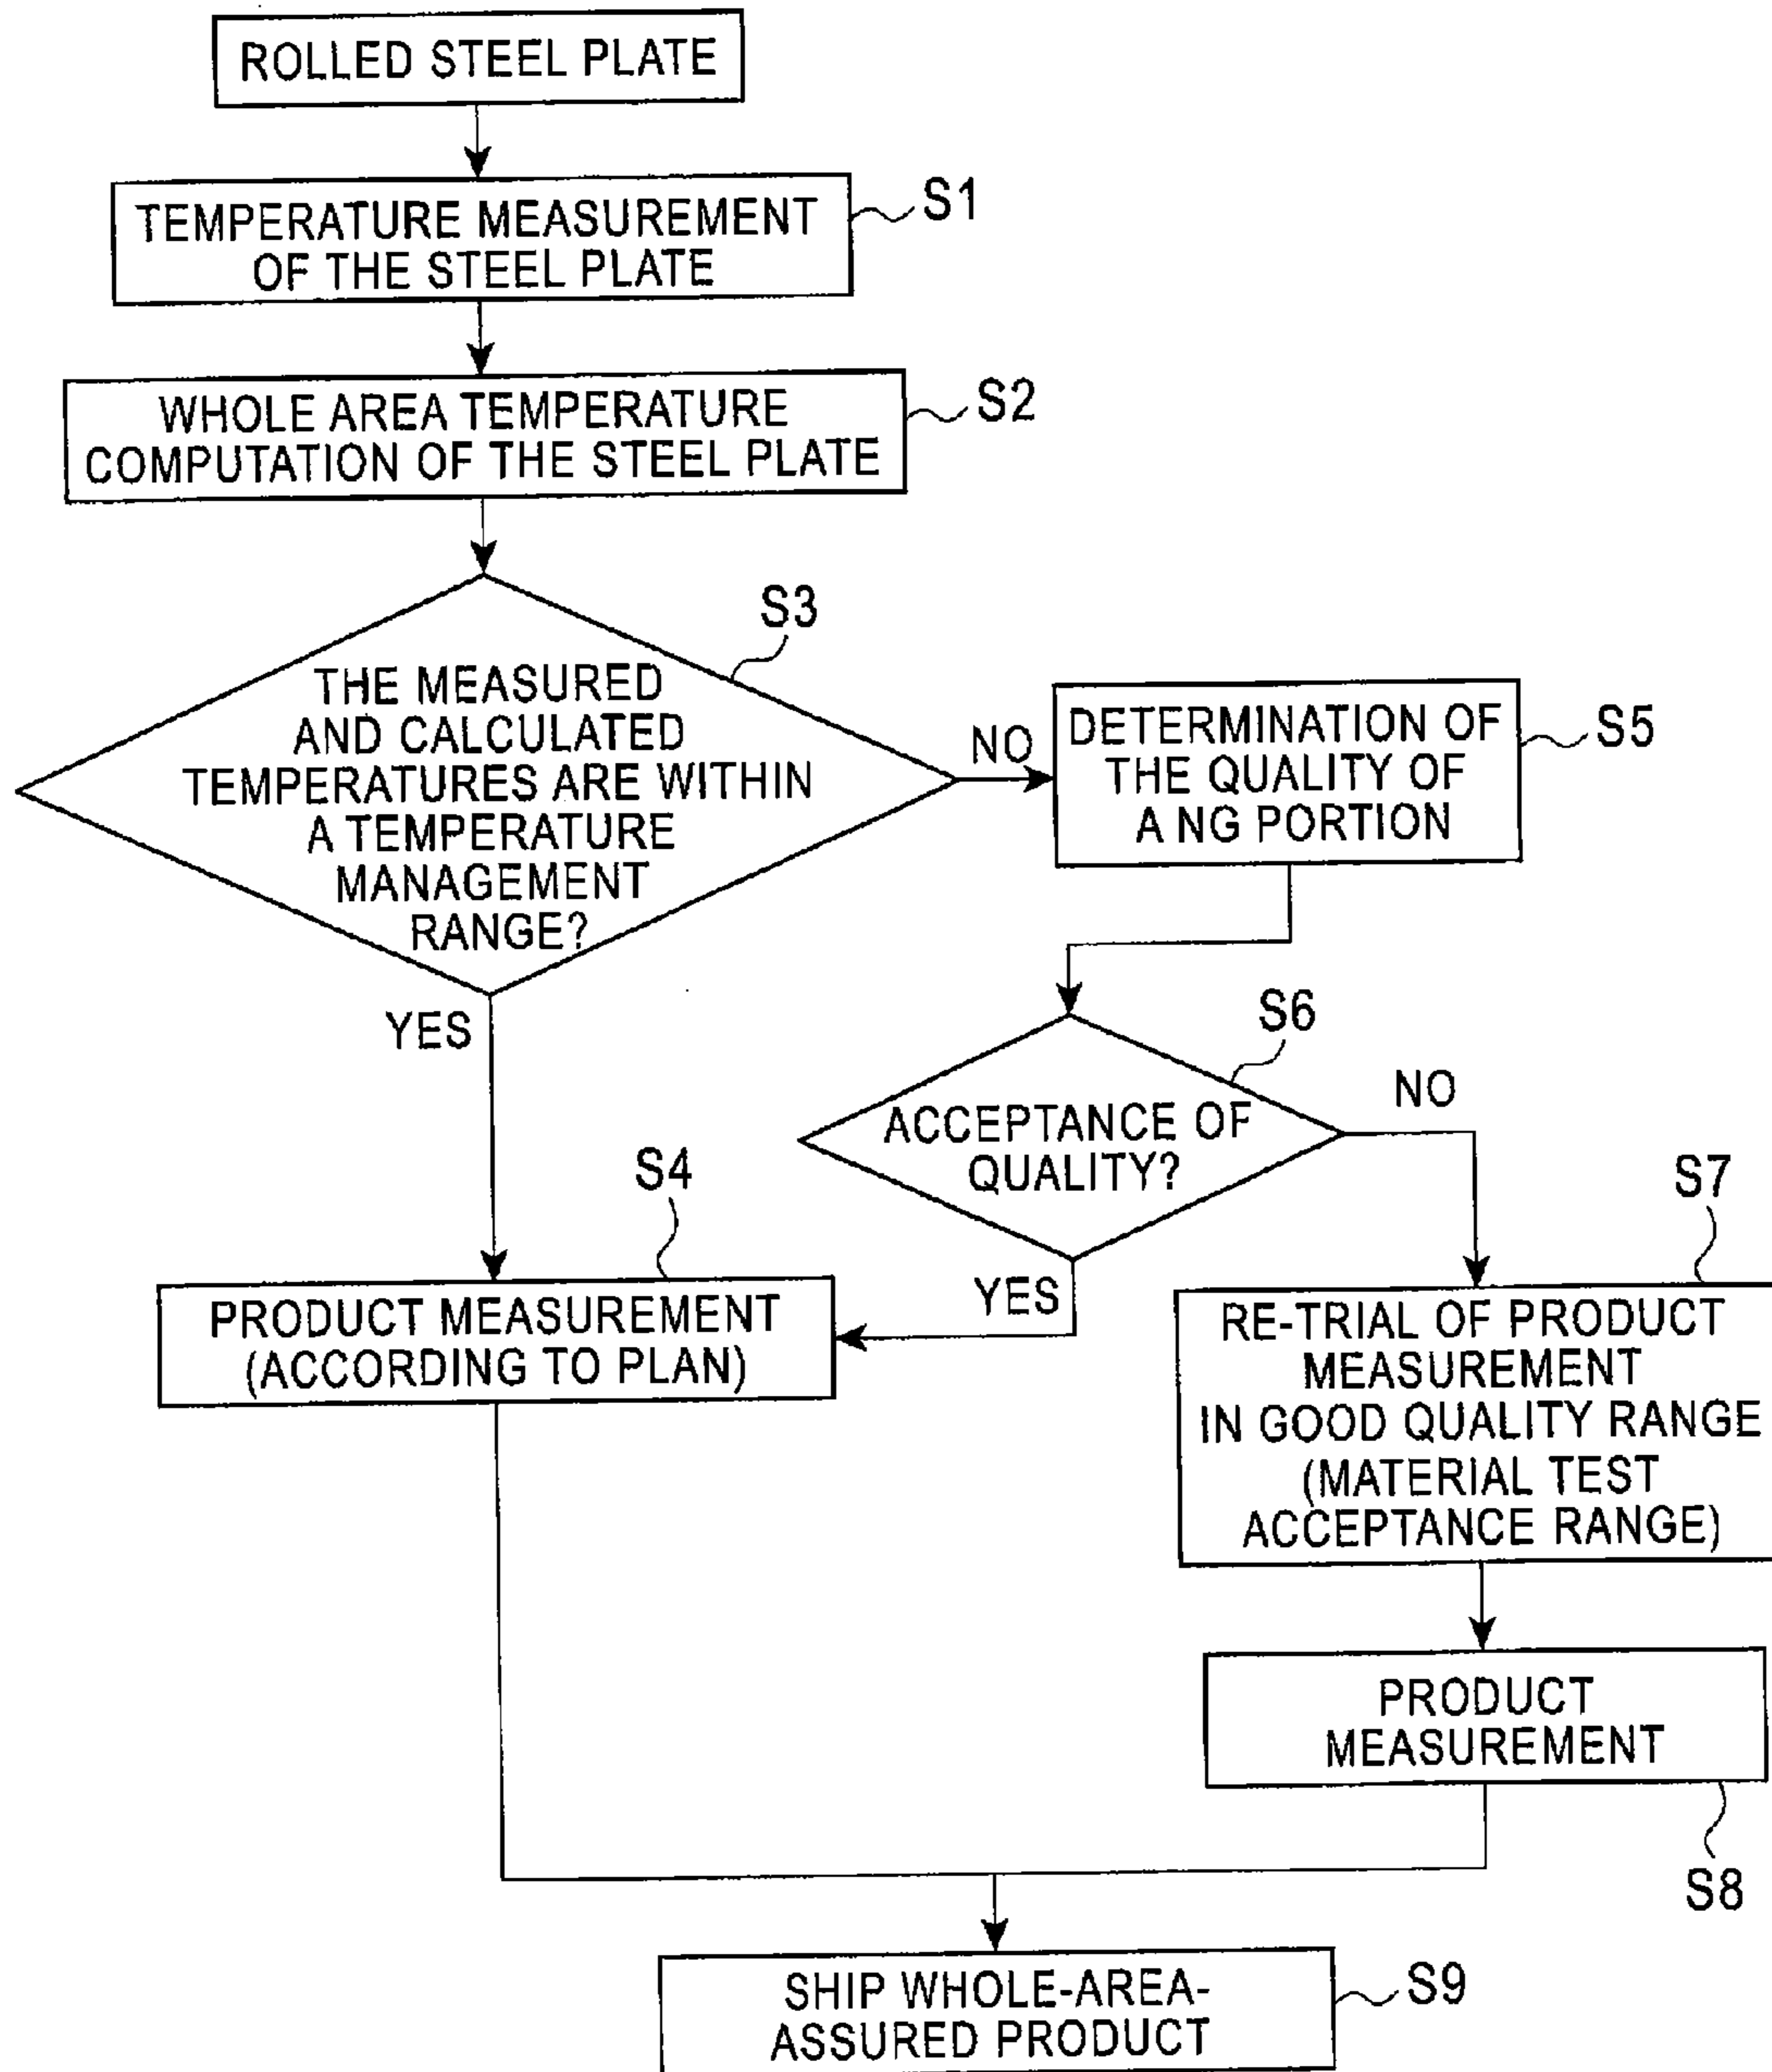 ROLLED STEEL PLATE
TEMPERATURE MEASUREMENT
OF THE STEEL PLATE
S1
WHOLE AREA TEMPERATURE
COMPUTATION OF THE STEEL PLATE
S2
THE MEASURED
AND CALCULATED
TEMPERATURES ARE WITHIN
A TEMPERATURE
MANAGEMENT
RANGE?
S3
NO
DETERMINATION OF
THE QUALITY OF
A NG PORTION
S5
YES
S6
ACCEPTANCE OF
QUALITY?
NO
YES
S4
PRODUCT MEASUREMENT
(ACCORDING TO PLAN)
S7
RE-TRIAL OF PRODUCT
MEASUREMENT
IN GOOD QUALITY RANGE
(MATERIAL TEST
ACCEPTANCE RANGE)
PRODUCT
MEASUREMENT
S8
SHIP WHOLE-AREA-
ASSURED PRODUCT
S9